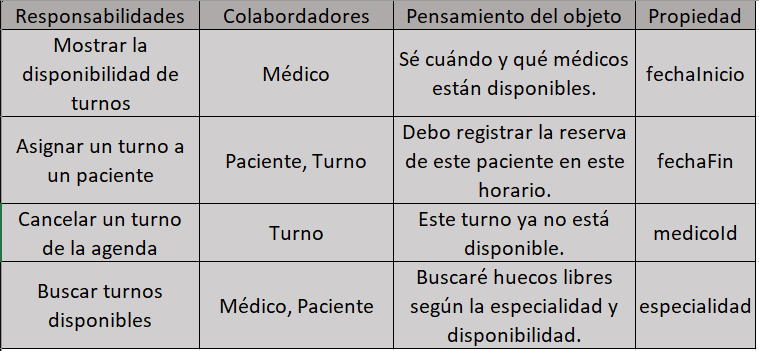 Responsabilidades Colabordadores Pensamiento del objeto Propiedad
Mostrar la
disponibilidad de
turnos
Médico
Sé cuándo y qué médicos
están disponibles.
fechaInicio
Asignar un turno a
un paciente
Paciente, Turno
Debo registrar la reserva
de este paciente en este
horario.
fechaFin
Cancelar un turno
de la agenda
Turno
Este turno ya no está
disponible.
medicoId
Buscar turnos
disponibles
Médico, Paciente
Buscaré huecos libres
según la especialidad y
disponibilidad.
especialidad